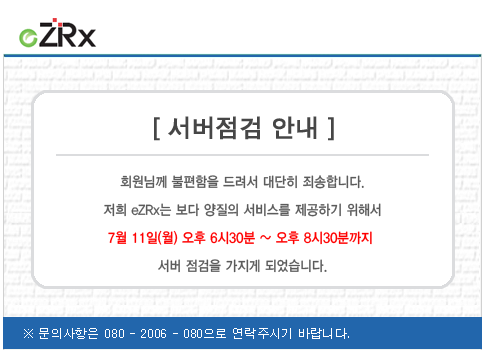 eZRx
[ 서버점검 안내 ]
회원님께 불편함을 드려서 대단히 죄송합니다.
저희 eZRx는 보다 양질의 서비스를 제공하기 위해서
7월 11일(월) 오후 6시30분 ~ 오후 8시30분까지
서버 점검을 가지게 되었습니다.
※ 문의사항은 080 - 2006 - 080으로 연락주시기 바랍니다.